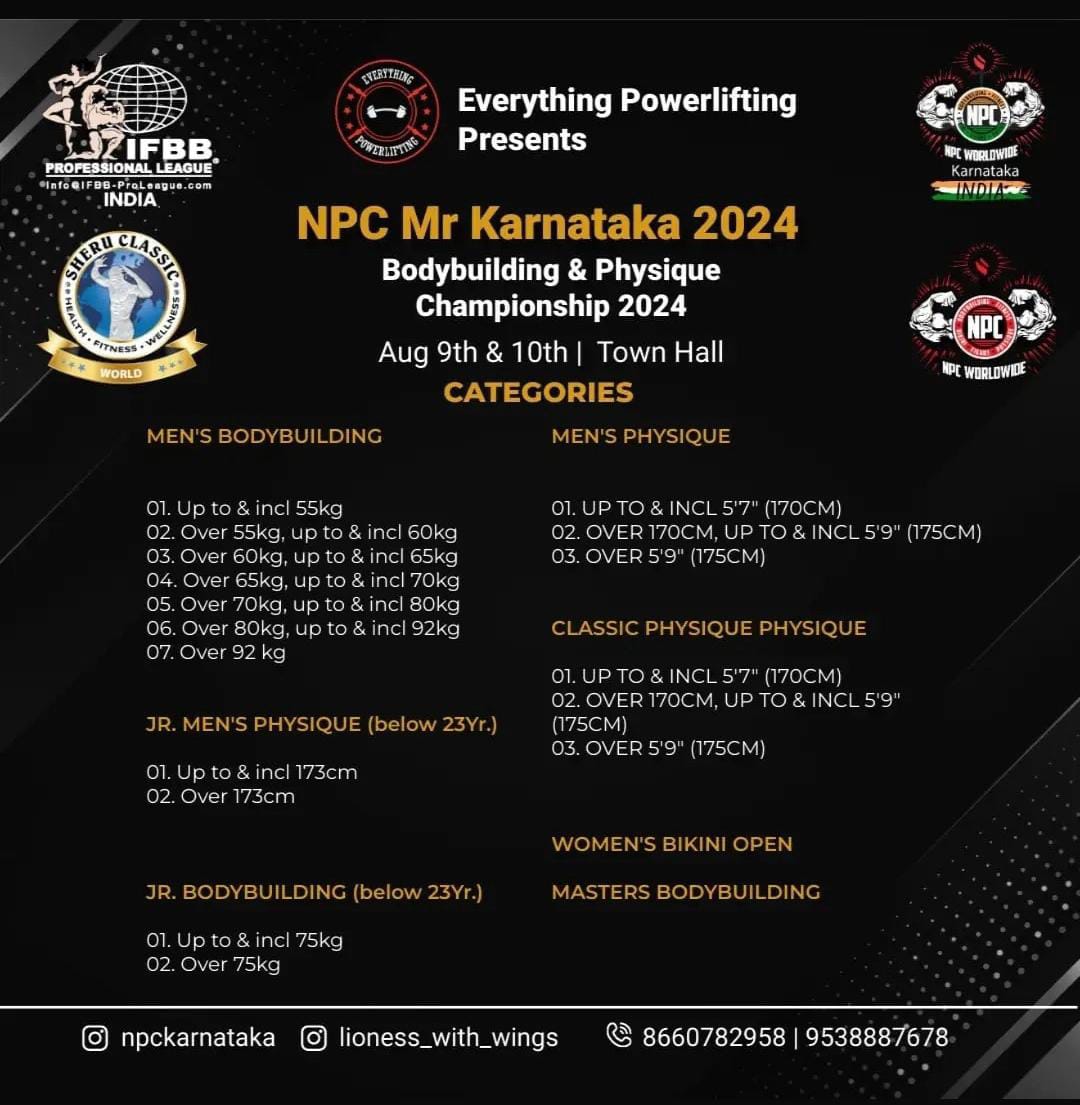 IFBB
PROFESSIONAL LEAGUE
Info@IFBB-ProLeague.com
INDIA
EVERYTHING
POWERLIFTING
Everything Powerlifting
Presents
NPC
NPC WORLDWIDE
Karnataka
INDIA
SHERU CLASSIC
HEALTH • FITNESS • WELLNESS
WORLD
NPC Mr Karnataka 2024
Bodybuilding & Physique
Championship 2024
Aug 9th & 10th | Town Hall
NPC
NPC WORLDWIDE
CATEGORIES
MEN'S BODYBUILDING
01. Up to & incl 55kg
02. Over 55kg, up to & incl 60kg
03. Over 60kg, up to & incl 65kg
04. Over 65kg, up to & incl 70kg
05. Over 70kg, up to & incl 80kg
06. Over 80kg, up to & incl 92kg
07. Over 92 kg
JR. MEN'S PHYSIQUE (below 23Yr.)
01. Up to & incl 173cm
02. Over 173cm
JR. BODYBUILDING (below 23Yr.)
01. Up to & incl 75kg
02. Over 75kg
MEN'S PHYSIQUE
01. UP TO & INCL 5'7" (170CM)
02. OVER 170CM, UP TO & INCL 5'9" (175CM)
03. OVER 5'9" (175CM)
CLASSIC PHYSIQUE PHYSIQUE
01. UP TO & INCL 5'7" (170CM)
02. OVER 170CM, UP TO & INCL 5'9"
(175CM)
03. OVER 5'9" (175CM)
WOMEN'S BIKINI OPEN
MASTERS BODYBUILDING
npckarnataka
lioness_with_wings
8660782958 | 9538887678